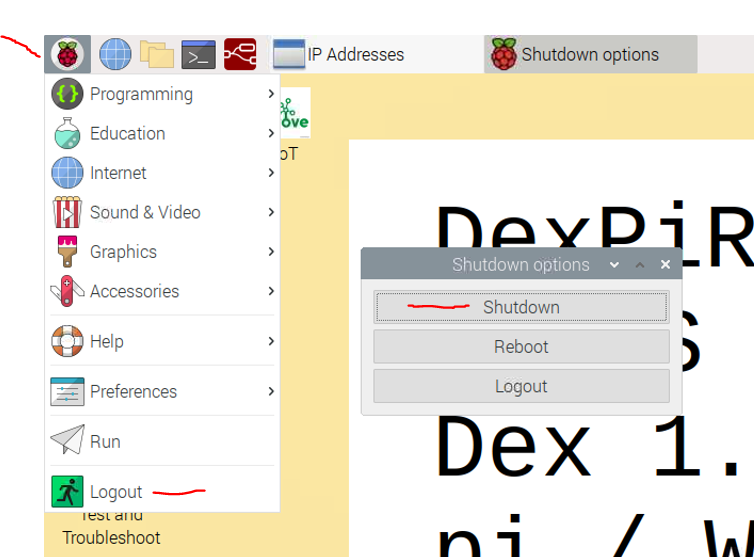 IP Addresses
Shutdown options
Programming
Education
Internet
Sound & Video
Graphics
Accessories
Help
Preferences
Run
Logout
ove
oT
Test and
Troubleshoot
DexPiR
Shutdown options
Shutdown
Reboot
Logout
S
Dex 1.
pi / W